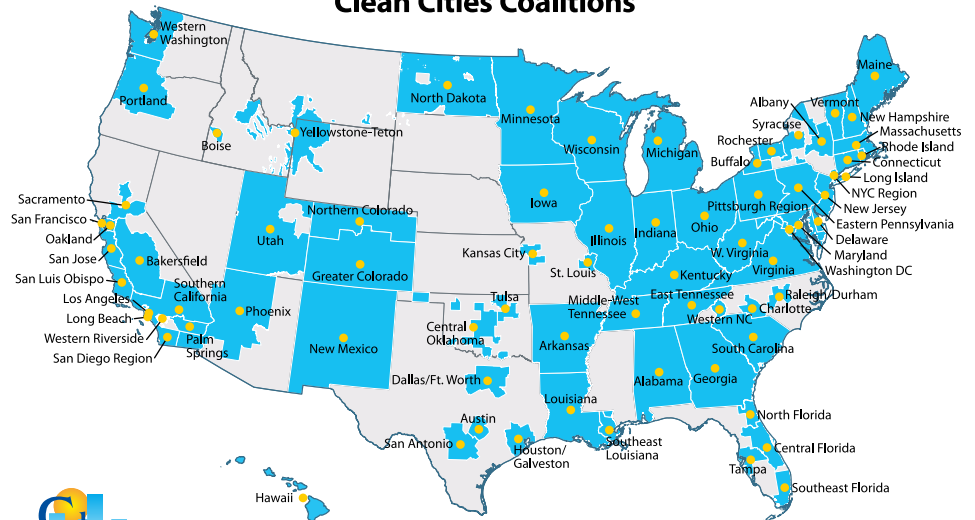 Clean Cities Coalitions
Western
Washington
Portland
Boise
Yellowstone-Teton
North Dakota
Minnesota
Wisconsin
Michigan
Iowa
Illinois
Indiana
Ohio
Pittsburgh Region
Maine
Vermont
Albany
Syracuse
Rochester
Buffalo
New Hampshire
Massachusetts
Rhode Island
Connecticut
Long Island
NYC Region
New Jersey
Eastern Pennsylvania
Delaware
Maryland
Washington DC
W. Virginia
Virginia
Kentucky
Sacramento
San Francisco
Oakland
San Jose
San Luis Obispo
Los Angeles
Long Beach
Western Riverside
San Diego Region
Bakersfield
Southern
California
Palm
Springs
Utah
Northern Colorado
Greater Colorado
Phoenix
New Mexico
Kansas City
St. Louis
Tulsa
Central
Oklahoma
Dallas/Ft. Worth
Austin
San Antonio
Houston/
Galveston
Arkansas
Louisiana
Southeast
Louisiana
Middle-West
Tennessee
East Tennessee
Western NC
Charlotte
Raleigh/Durham
South Carolina
Alabama
Georgia
North Florida
Central Florida
Tampa
Southeast Florida
Hawaii